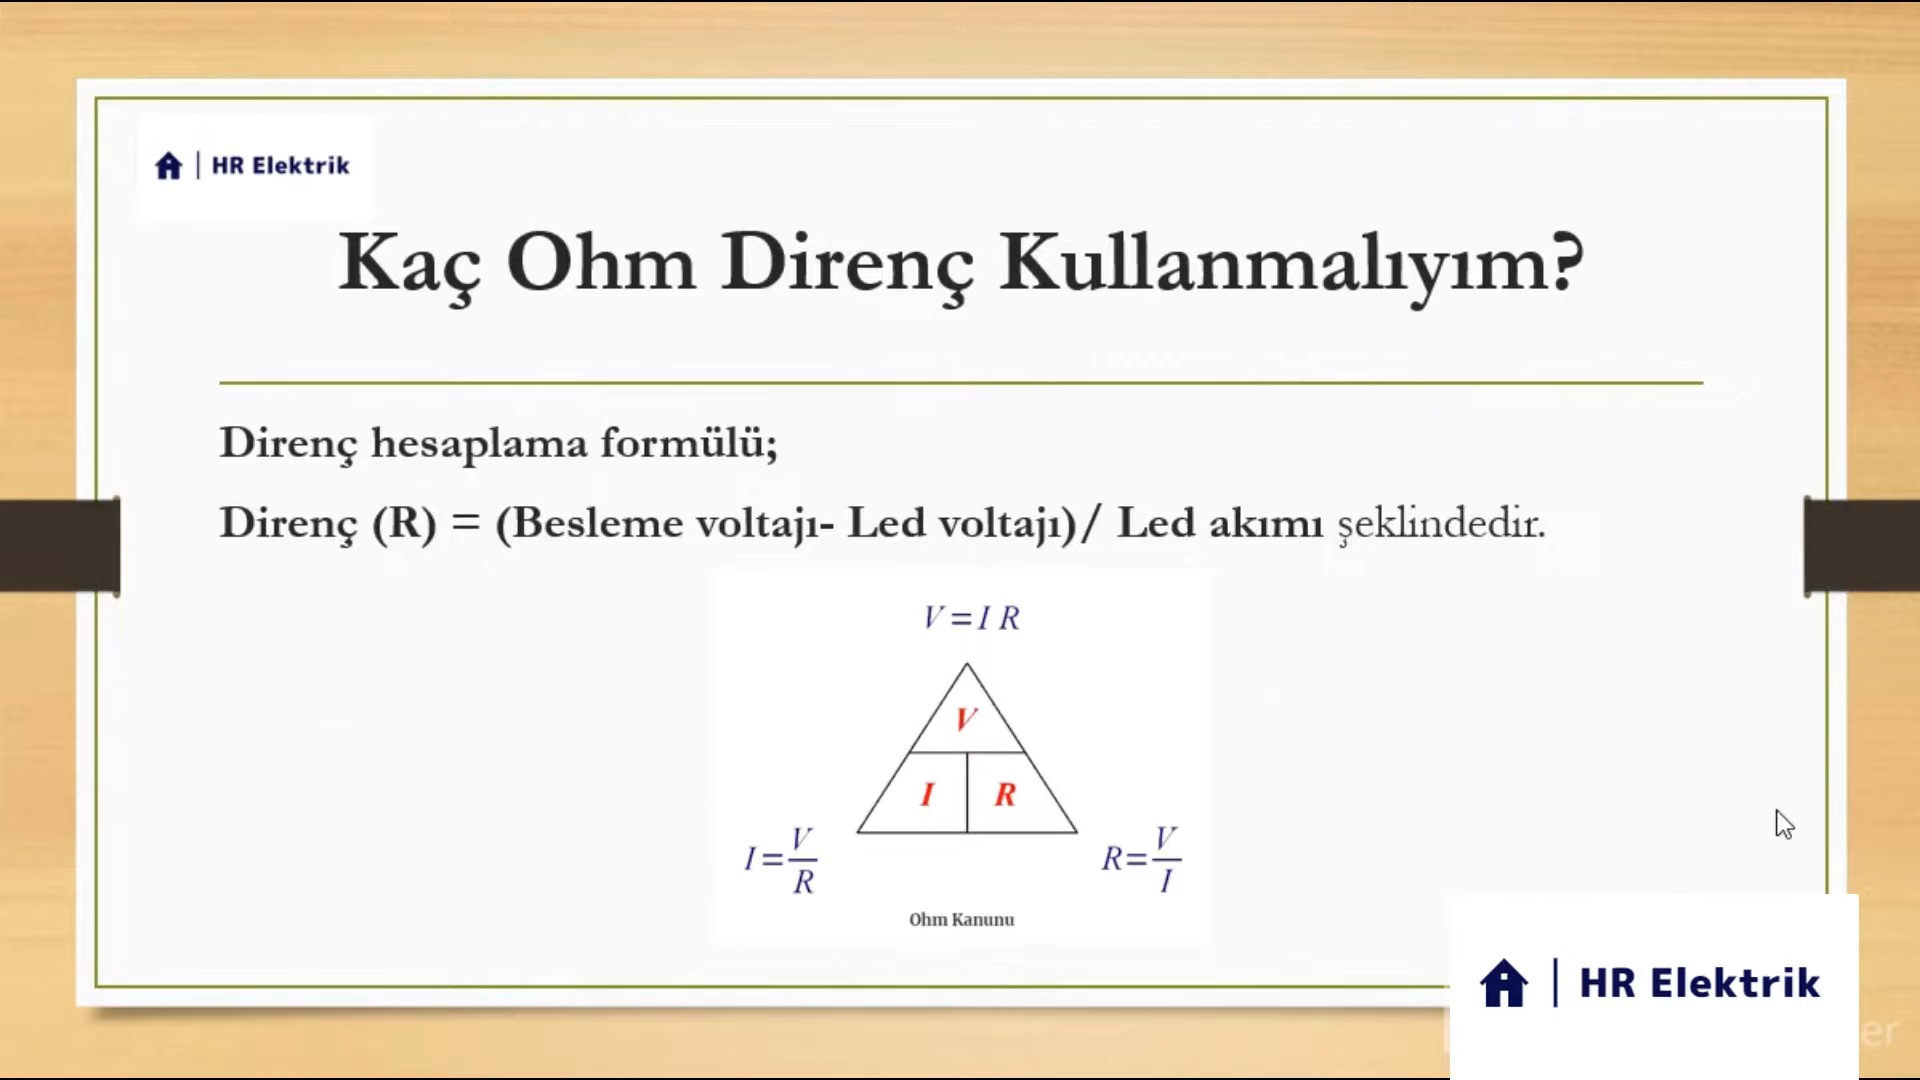 HR Elektrik
Kaç Ohm Direnç Kullanmalıyım?
Direnç hesaplama formülü;
Direnç (R) = (Besleme voltajı- Led voltajı)/ Led akımı şeklindedir.
V = I R
V
I R
I = V/R
R = V/I
Ohm Kanunu
HR Elektrik
er